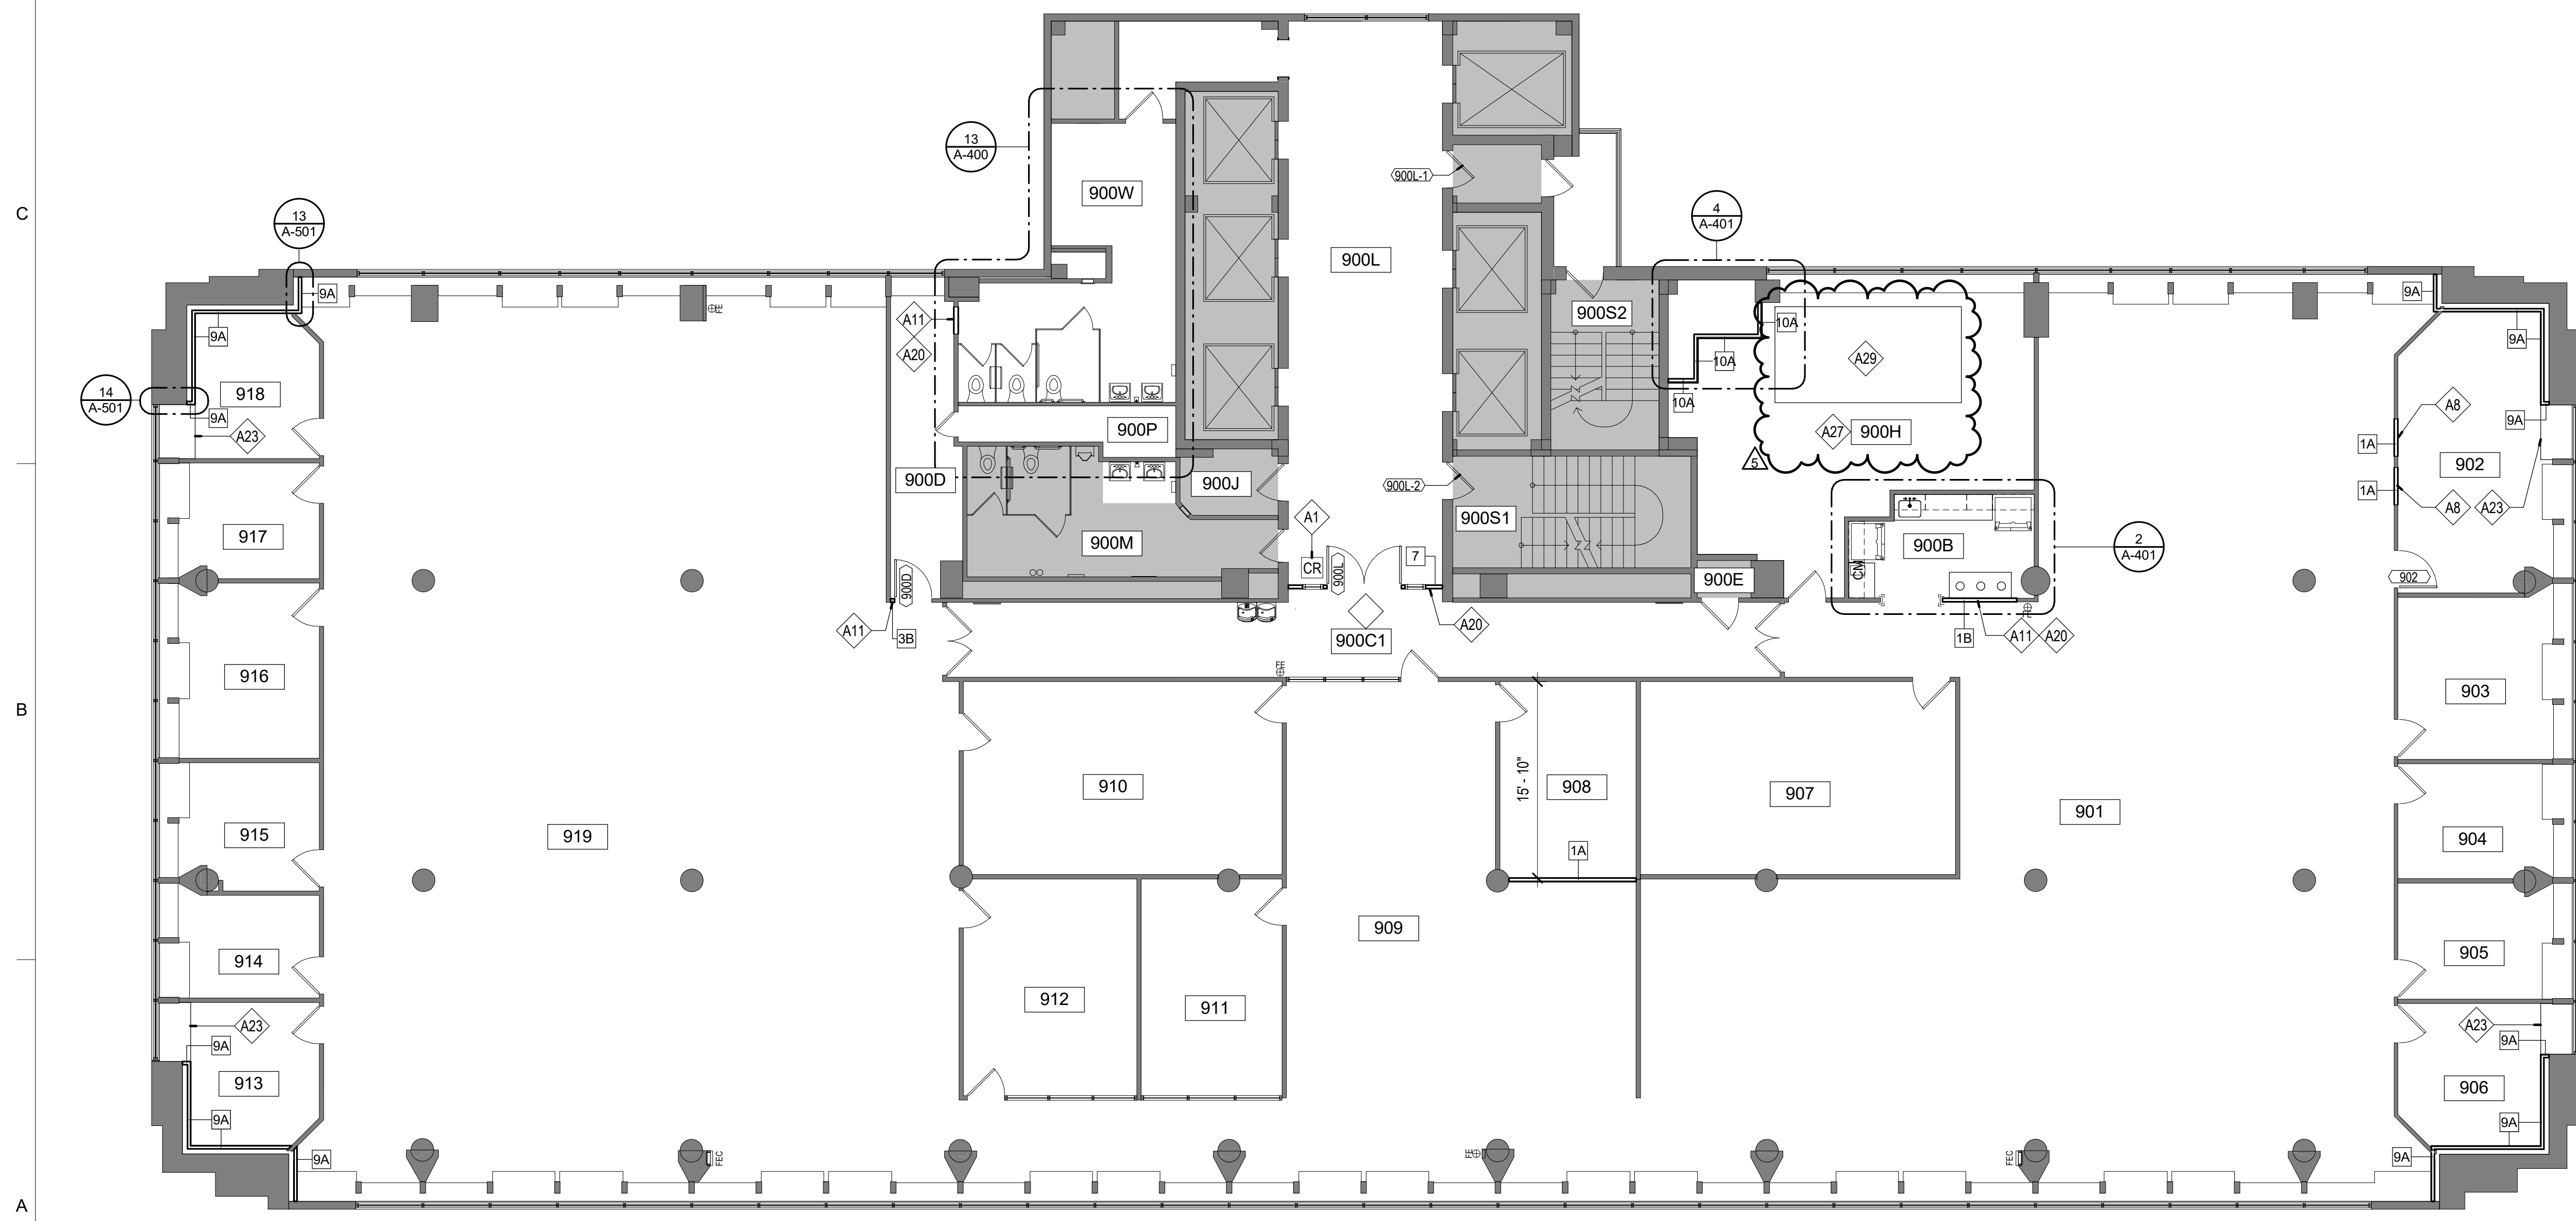 13
A-400
900W
900L-1
4
A-401
C
13
A-501
900L
9A
9A
9A
FE
A11
A20
900S2
10A
10A
10A
A29
9A
9A
14
A-501
918
9A
A23
A27
900H
5
A8
9A
1A
902
900P
900D
900J
900L-2
1A
A8
A23
917
A1
900S1
900M
CR
7
900B
2
A-401
CM
900D
900L
900E
902
A11
3B
900C1
A20
1B
A11
A20
FE
FE
916
903
B
910
15' - 10"
908
907
901
919
915
904
1A
909
914
905
912
911
A23
A23
9A
9A
913
906
9A
9A
9A
FEC
FE
FEC
9A
A